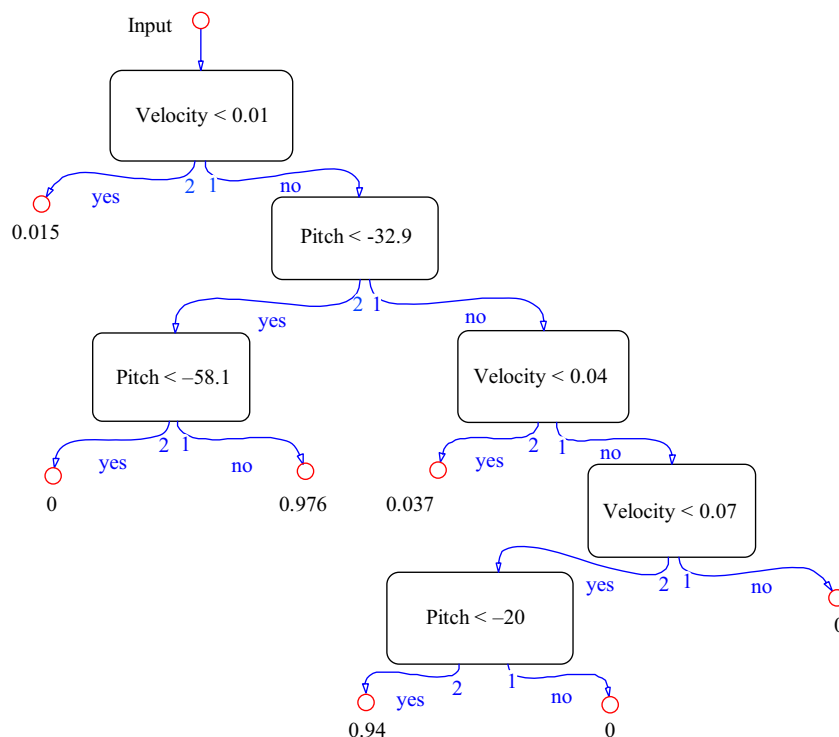 Input
Velocity < 0.01
yes 2 1 no
0.015
Pitch < -32.9
yes 2 1 no
Pitch < –58.1
Velocity < 0.04
yes 2 1 no
yes 2 1 no
0
0.976
0.037
Velocity < 0.07
yes 2 1 no
Pitch < –20
0
yes 2 1 no
0.94
0